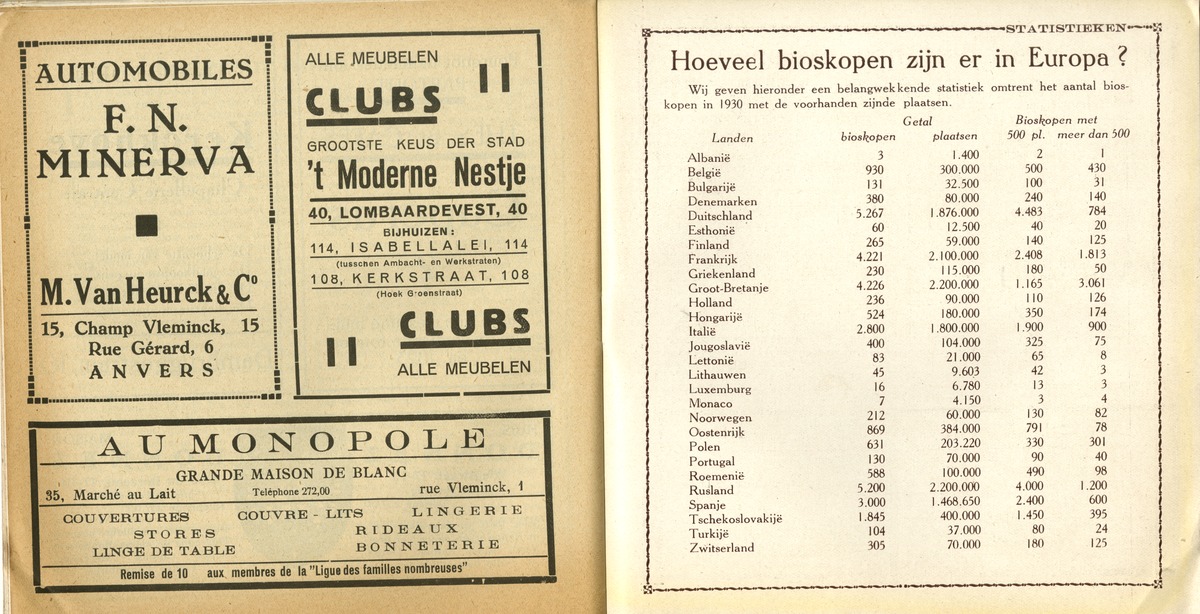 AUTOMOBILES
F. N.
MINERVA
M. Van Heurck & Cº
15, Champ Vleminck, 15
Rue Gérard, 6
ANVERS
ALLE MEUBELEN
CLUBS
GROOTSTE KEUS DER STAD
't Moderne Nestje
40, LOMBAARDEVEST, 40
BIJHUIZEN:
114, ISABELLALEI, 114
(tusschen Ambacht- en Werkstraten)
108, KERKSTRAAT, 108
(Hoek Groenstraat)
CLUBS
ALLE MEUBELEN
AU MONOPOLE
GRANDE MAISON DE BLANC
35, Marché au Lait Teléphone 272,00 rue Vleminck, 1
COUVERTURES COUVRE-LITS LINGERIE
STORES RIDEAUX
LINGE DE TABLE BONNETERIE
Remise de 10 aux membres de la "Ligue des familles nombreuses"
STATISTIEKEN
Hoeveel bioskopen zijn er in Europa ?
Wij geven hieronder een belangwekkende statistiek omtrent het aantal bios-
kopen in 1930 met de voorhanden zijnde plaatsen.
Getal Bioskopen met
Landen bioskopen plaatsen 500 pl. meer dan 500
Albanië 3 1.400 2 1
België 930 300.000 500 430
Bulgarijë 131 32.500 100 31
Denemarken 380 80.000 240 140
Duitschland 5.267 1.876.000 4.483 784
Esthonië 60 12.500 40 20
Finland 265 59.000 140 125
Frankrijk 4.221 2.100.000 2.408 1.813
Griekenland 230 115.000 180 50
Groot-Bretanje 4.226 2.200.000 1.165 3.061
Holland 236 90.000 110 126
Hongarijë 524 180.000 350 174
Italië 2.800 1.800.000 1.900 900
Jougoslavië 400 104.000 325 75
Lettonië 83 21.000 65 8
Lithauwen 45 9.603 42 3
Luxemburg 16 6.780 13 3
Monaco 7 4.150 3 4
Noorwegen 212 60.000 130 82
Oostenrijk 869 384.000 791 78
Polen 631 203.220 330 301
Portugal 130 70.000 90 40
Roemenië 588 100.000 490 98
Rusland 5.200 2.200.000 4.000 1.200
Spanje 3.000 1.468.650 2.400 600
Tschekoslovakijë 1.845 400.000 1.450 395
Turkijë 104 37.000 80 24
Zwitserland 305 70.000 180 125